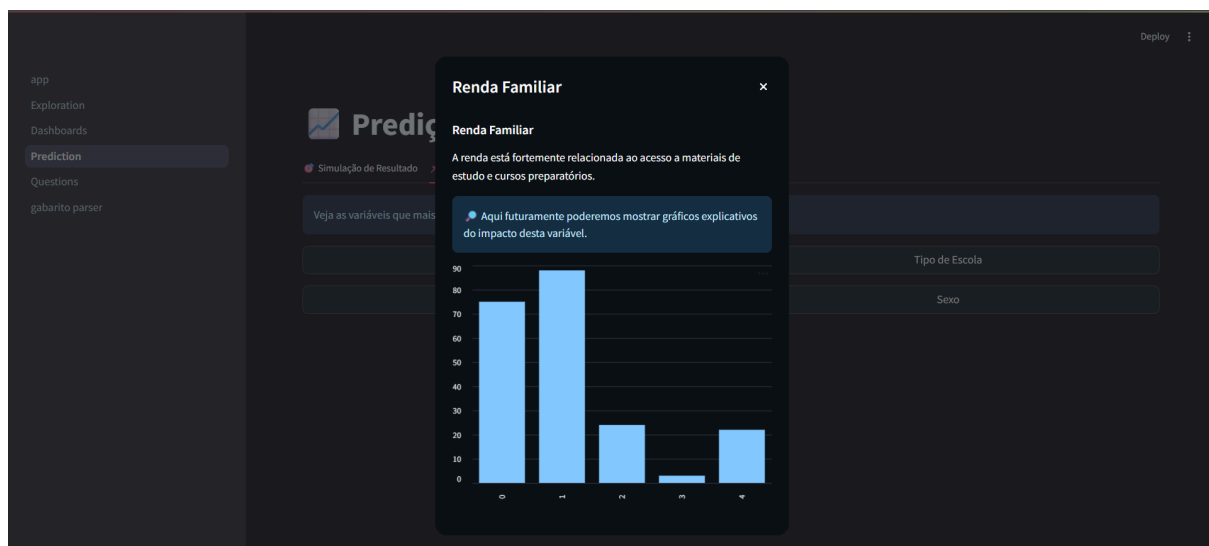 Deploy
app
Exploration
Dashboards
Prediction
Questions
gabarito parser
Prediç
Simulação de Resultado
Veja as variáveis que mais
Tipo de Escola
Sexo
Renda Familiar
×
Renda Familiar
A renda está fortemente relacionada ao acesso a materiais de
estudo e cursos preparatórios.
Aqui futuramente poderemos mostrar gráficos explicativos
do impacto desta variável.
90
80
70
60
50
40
30
20
10
0
0
1
2
3
4